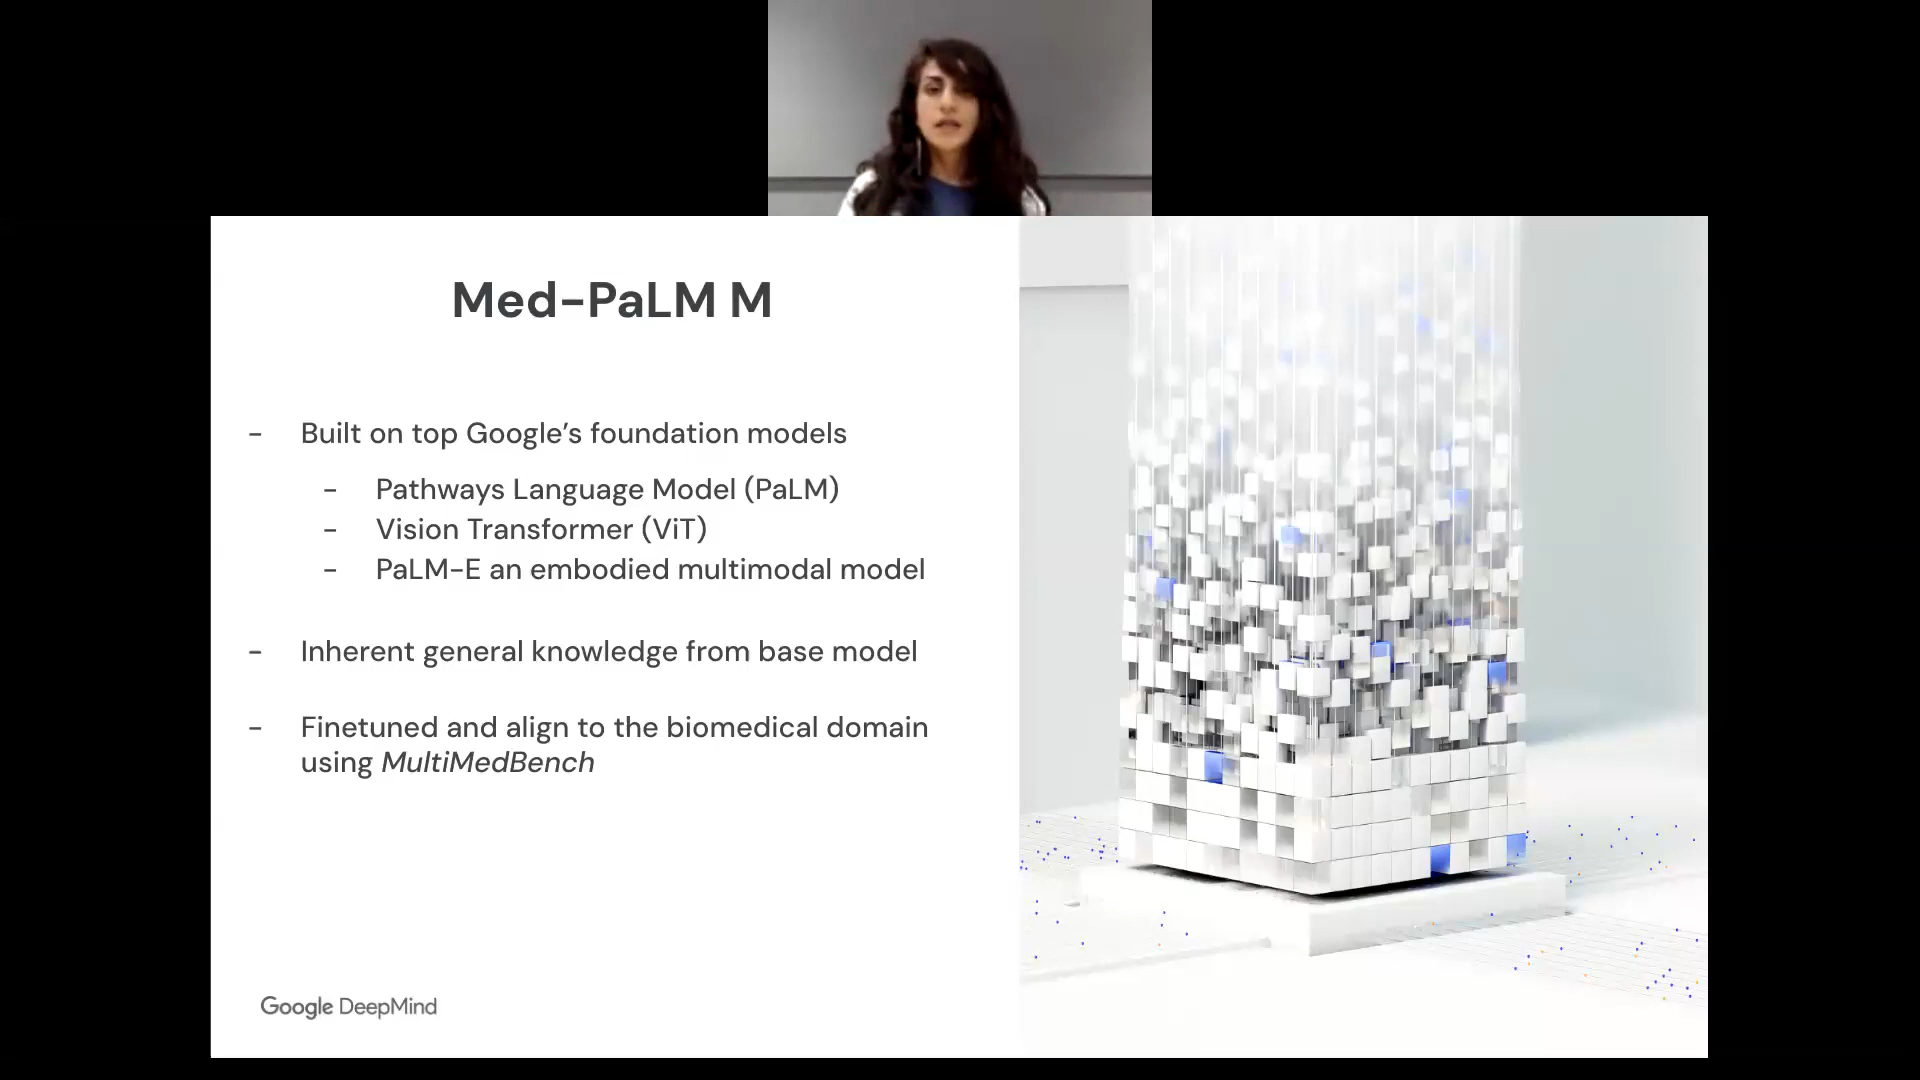 Med-PaLM M
- Built on top Google's foundation models
- Pathways Language Model (PaLM)
- Vision Transformer (ViT)
- PaLM-E an embodied multimodal model
- Inherent general knowledge from base model
- Finetuned and align to the biomedical domain
using MultiMedBench
Google DeepMind